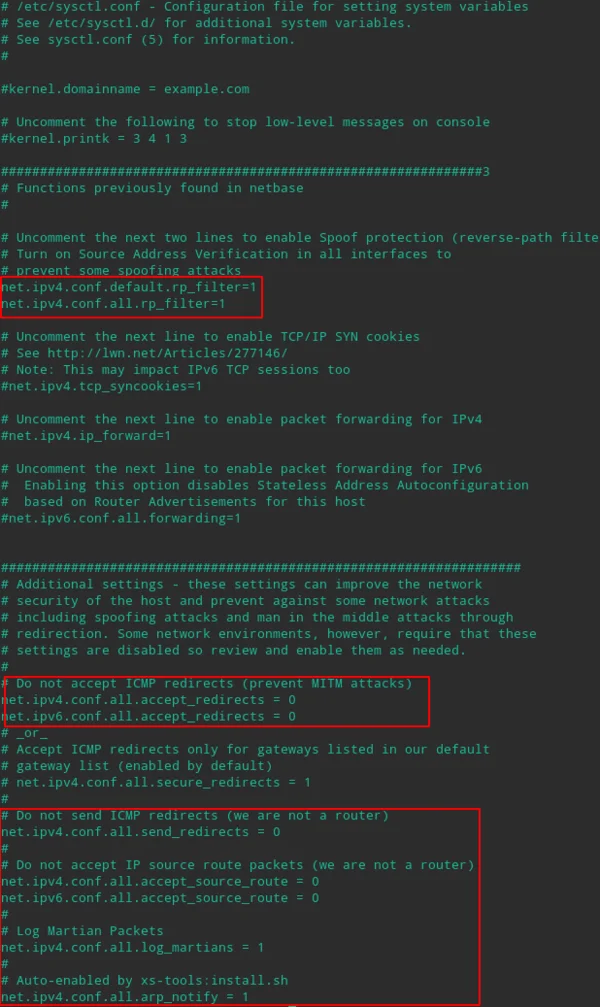 # /etc/sysctl.conf - Configuration file for setting system variables
# See /etc/sysctl.d/ for additional system variables.
# See sysctl.conf (5) for information.
#
#kernel.domainname = example.com
# Uncomment the following to stop low-level messages on console
#kernel.printk = 3 4 1 3
##############################################################3
# Functions previously found in netbase
#
# Uncomment the next two lines to enable Spoof protection (reverse-path filte
# Turn on Source Address Verification in all interfaces to
# prevent some spoofing attacks
net.ipv4.conf.default.rp_filter=1
net.ipv4.conf.all.rp_filter=1
# Uncomment the next line to enable TCP/IP SYN cookies
# See http://lwn.net/Articles/277146/
# Note: This may impact IPv6 TCP sessions too
#net.ipv4.tcp_syncookies=1
# Uncomment the next line to enable packet forwarding for IPv4
#net.ipv4.ip_forward=1
# Uncomment the next line to enable packet forwarding for IPv6
#  Enabling this option disables Stateless Address Autoconfiguration
#  based on Router Advertisements for this host
#net.ipv6.conf.all.forwarding=1
###################################################################
# Additional settings - these settings can improve the network
# security of the host and prevent against some network attacks
# including spoofing attacks and man in the middle attacks through
# redirection. Some network environments, however, require that these
# settings are disabled so review and enable them as needed.
#
# Do not accept ICMP redirects (prevent MITM attacks)
net.ipv4.conf.all.accept_redirects = 0
net.ipv6.conf.all.accept_redirects = 0
# _or_
# Accept ICMP redirects only for gateways listed in our default
# gateway list (enabled by default)
# net.ipv4.conf.all.secure_redirects = 1
#
# Do not send ICMP redirects (we are not a router)
net.ipv4.conf.all.send_redirects = 0
#
# Do not accept IP source route packets (we are not a router)
net.ipv4.conf.all.accept_source_route = 0
net.ipv6.conf.all.accept_source_route = 0
#
# Log Martian Packets
net.ipv4.conf.all.log_martians = 1
#
# Auto-enabled by xs-tools:install.sh
net.ipv4.conf.all.arp_notify = 1